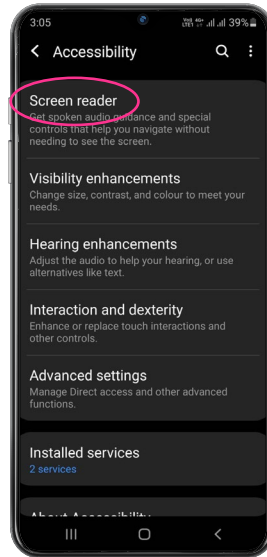 3:05
39%
Accessibility
Screen reader
Get spoken audio guidance and special
controls that help you navigate without
needing to see the screen.
Visibility enhancements
Change size, contrast, and colour to meet your
needs.
Hearing enhancements
Adjust the audio to help your hearing, or use
alternatives like text.
Interaction and dexterity
Enhance or replace touch interactions and
other controls.
Advanced settings
Manage Direct access and other advanced
functions.
Installed services
2 services
About Accessibility